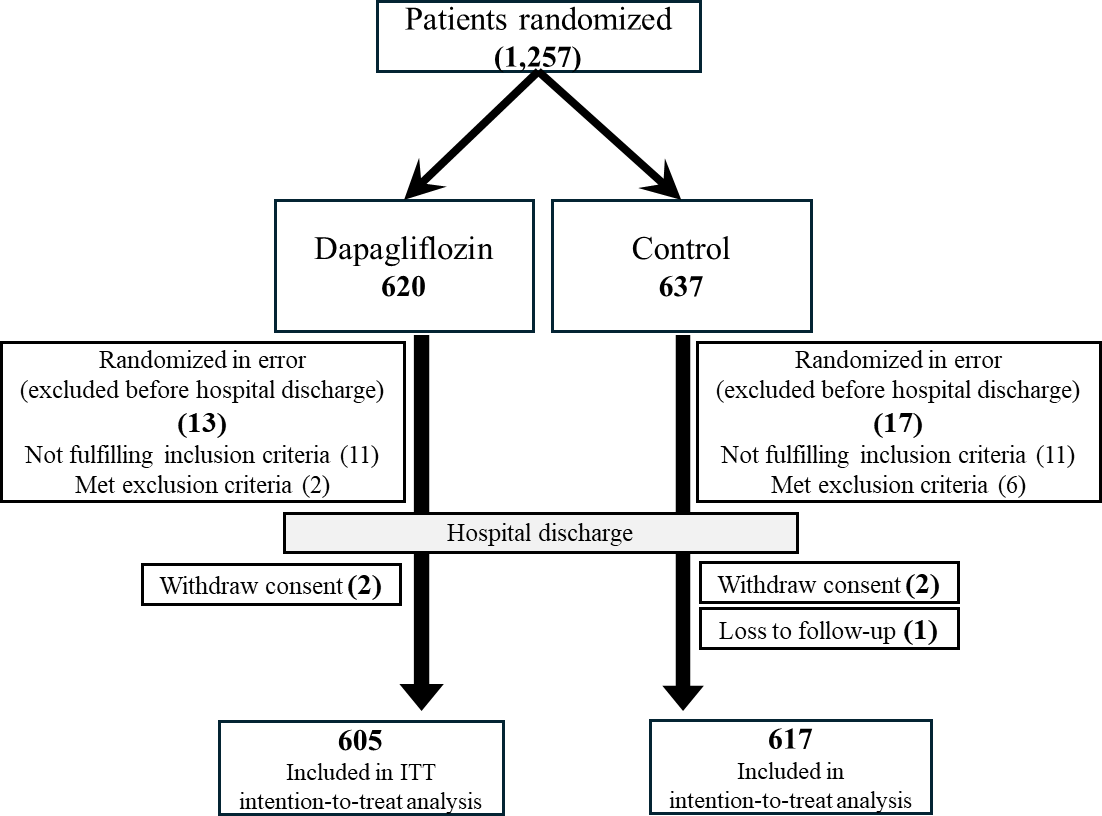 Patients randomized
(1,257)
Dapagliflozin
620
Control
637
Randomized in error
(excluded before hospital discharge)
(13)
Not fulfilling inclusion criteria (11)
Met exclusion criteria (2)
Randomized in error
(excluded before hospital discharge)
(17)
Not fulfilling inclusion criteria (11)
Met exclusion criteria (6)
Hospital discharge
Withdraw consent (2)
Withdraw consent (2)
Loss to follow-up (1)
605
Included in ITT
intention-to-treat analysis
617
Included in
intention-to-treat analysis